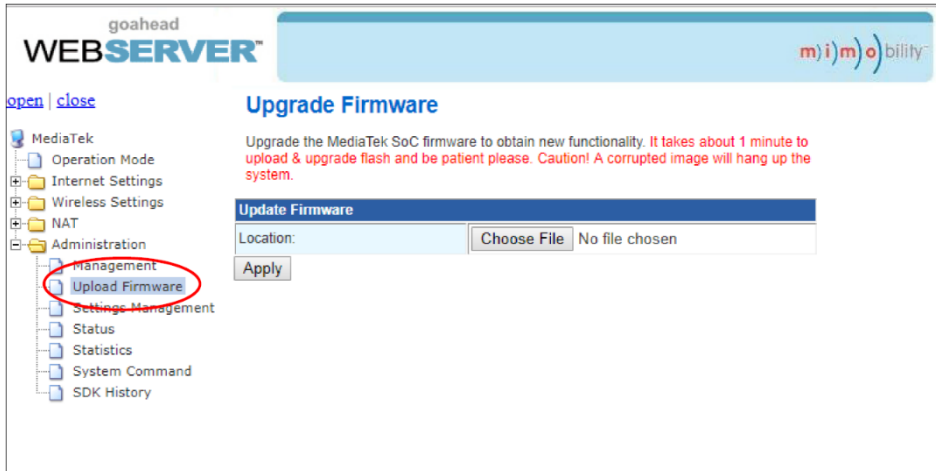 goahead
WEBSERVER™
m)i)m)o)bility™
open | close
MediaTek
Operation Mode
Internet Settings
Wireless Settings
NAT
Administration
Management
Upload Firmware
Settings Management
Status
Statistics
System Command
SDK History
Upgrade Firmware
Upgrade the MediaTek SoC firmware to obtain new functionality. It takes about 1 minute to
upload & upgrade flash and be patient please. Caution! A corrupted image will hang up the
system.
Update Firmware
Location: Choose File No file chosen
Apply